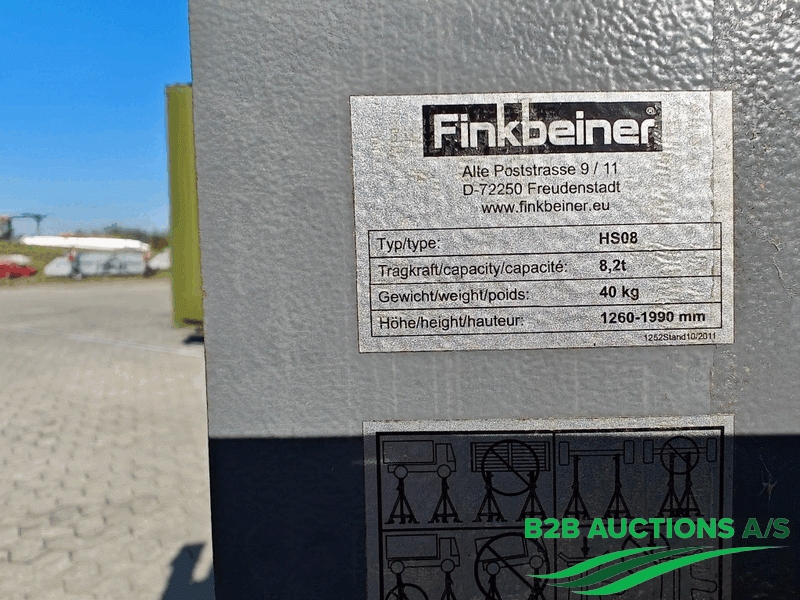 Finkbeiner®
Alte Poststrasse 9 / 11
D-72250 Freudenstadt
www.finkbeiner.eu
Typ/type: HS08
Tragkraft/capacity/capacité: 8,2t
Gewicht/weight/poids: 40 kg
Höhe/height/hauteur: 1260-1990 mm
1252Stand10/2011
B2B AUCTIONS A/S